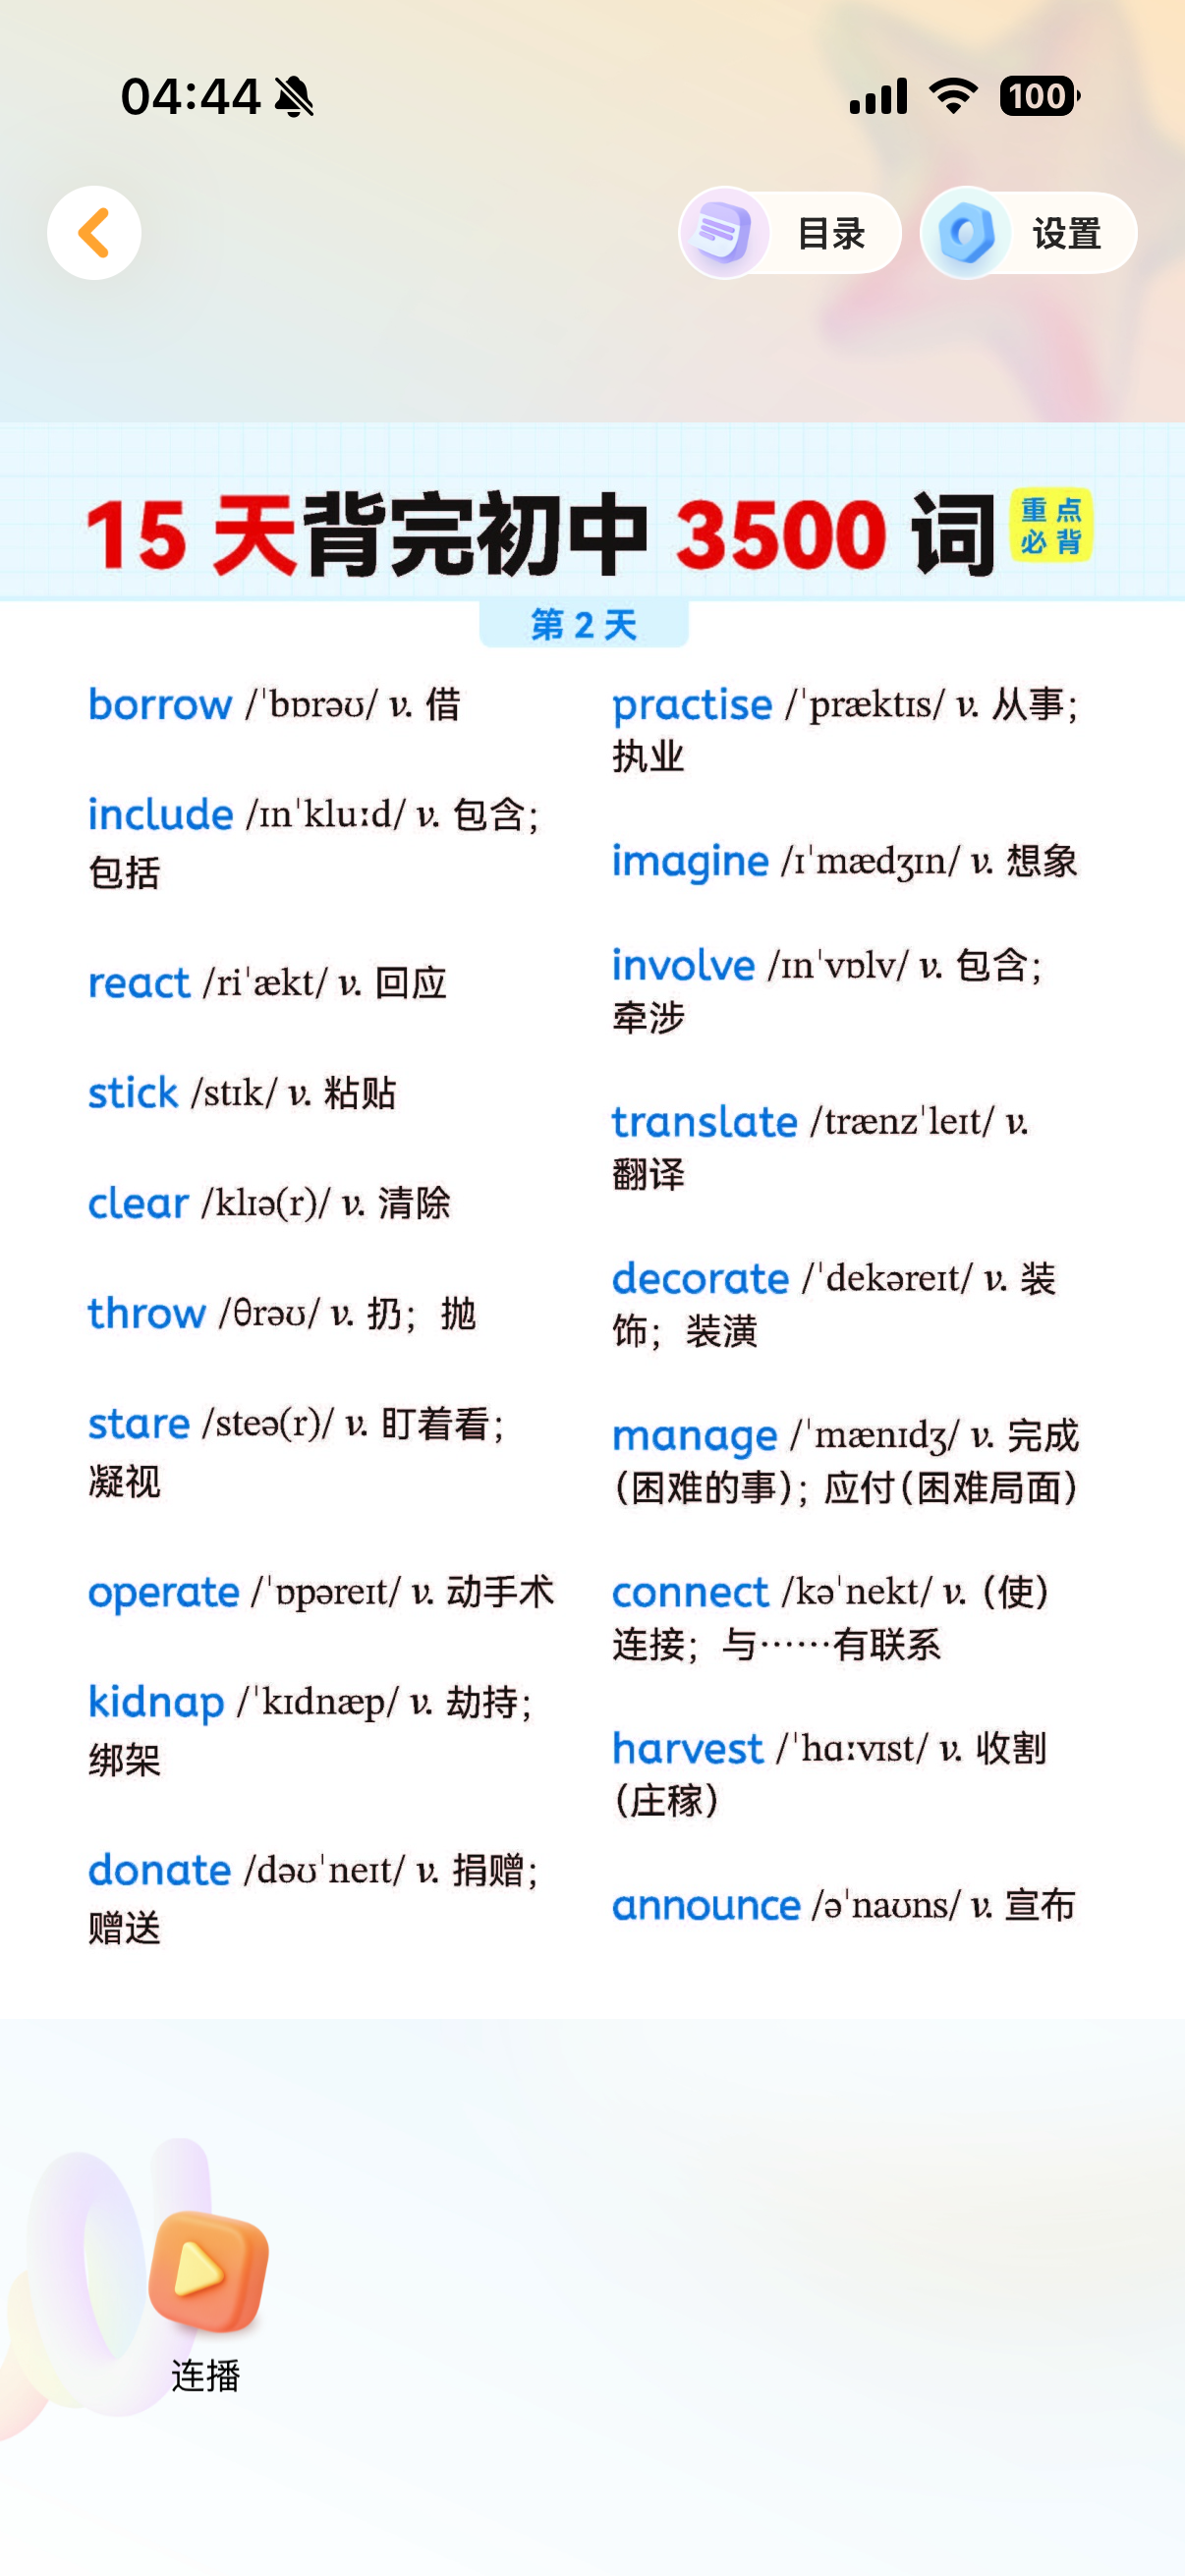 04:44
100
目录
设置
15 天背完初中 3500 词
重点
必背
第 2 天
borrow /ˈbɒrəʊ/ v. 借
include /ɪnˈkluːd/ v. 包含；
包括
react /riˈækt/ v. 回应
stick /stɪk/ v. 粘贴
clear /klɪə(r)/ v. 清除
throw /θrəʊ/ v. 扔；抛
stare /steə(r)/ v. 盯着看；
凝视
operate /ˈɒpəreɪt/ v. 动手术
kidnap /ˈkɪdnæp/ v. 劫持；
绑架
donate /dəʊˈneɪt/ v. 捐赠；
赠送
practise /ˈpræktɪs/ v. 从事；
执业
imagine /ɪˈmædʒɪn/ v. 想象
involve /ɪnˈvɒlv/ v. 包含；
牵涉
translate /trænzˈleɪt/ v.
翻译
decorate /ˈdekəreɪt/ v. 装
饰；装潢
manage /ˈmænɪdʒ/ v. 完成
（困难的事）；应付（困难局面）
connect /kəˈnekt/ v.（使）
连接；与……有联系
harvest /ˈhɑːvɪst/ v. 收割
（庄稼）
announce /əˈnaʊns/ v. 宣布
连播